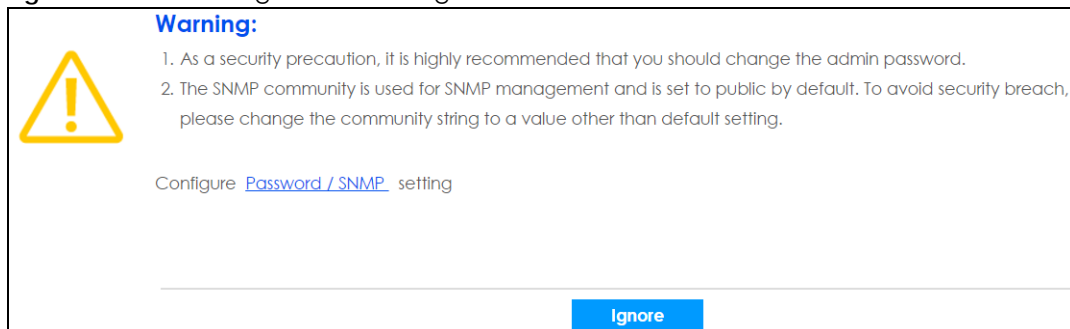 Warning:
1. As a security precaution, it is highly recommended that you should change the admin password.
2. The SNMP community is used for SNMP management and is set to public by default. To avoid security breach,
please change the community string to a value other than default setting.
Configure Password / SNMP setting
Ignore